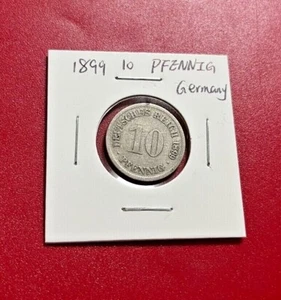 1899 10 PFENNIG
Germany
DEUTSCHES REICH 1899
10
PFENNIG